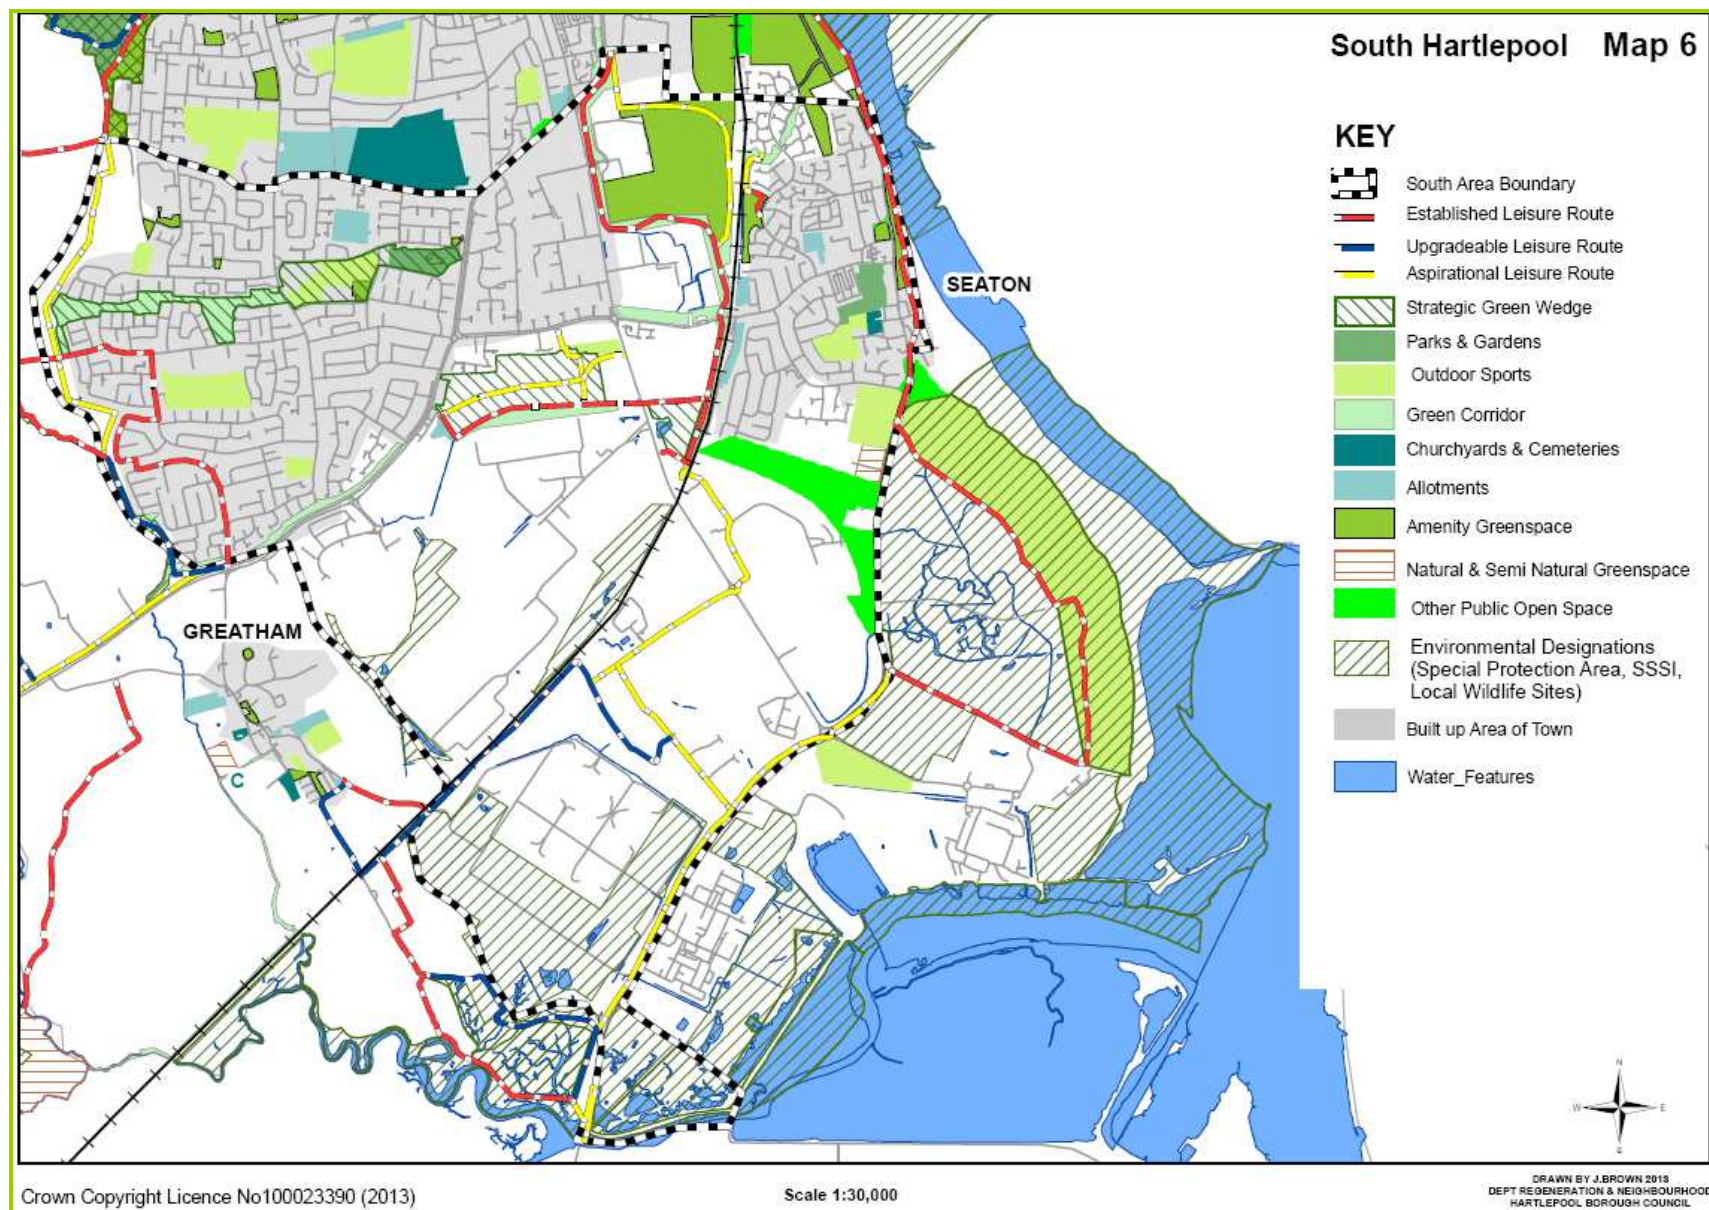 South Hartlepool Map 6
KEY
South Area Boundary
Established Leisure Route
Upgradeable Leisure Route
Aspirational Leisure Route
Strategic Green Wedge
Parks & Gardens
Outdoor Sports
Green Corridor
Churchyards & Cemeteries
Allotments
Amenity Greenspace
Natural & Semi Natural Greenspace
Other Public Open Space
Environmental Designations
(Special Protection Area, SSSI,
Local Wildlife Sites)
Built up Area of Town
Water_Features
SEATON
GREATHAM
C
N
W E
S
Crown Copyright Licence No100023390 (2013)
Scale 1:30,000
DRAWN BY J.BROWN 2013
DEPT REGENERATION & NEIGHBOURHOOD
HARTLEPOOL BOROUGH COUNCIL